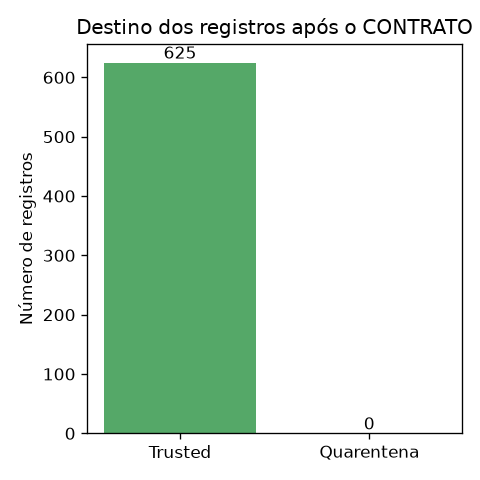 Destino dos registros após o CONTRATO
625
600
500
400
300
200
100
0
0
Número de registros
Trusted
Quarentena